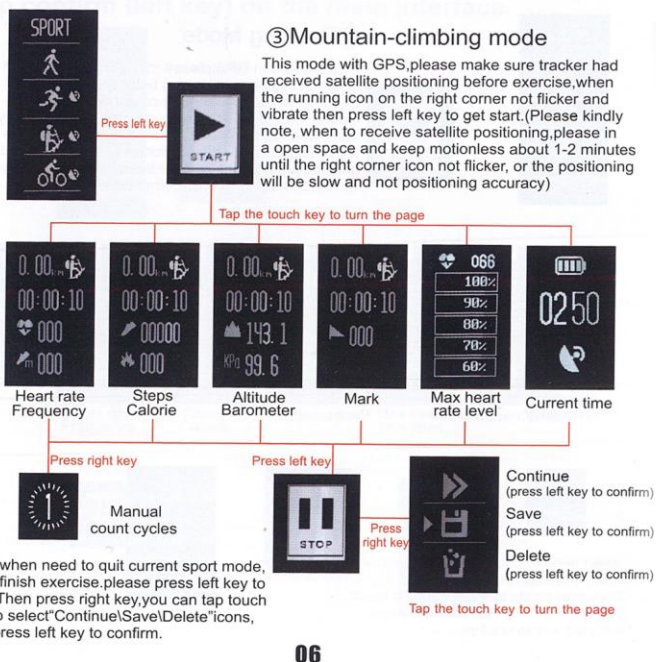 SPORT
③Mountain-climbing mode
This mode with GPS,please make sure tracker had
received satellite positioning before exercise,when
the running icon on the right corner not flicker and
vibrate then press left key to get start.(Please kindly
note, when to receive satellite positioning,please in
a open space and keep motionless about 1-2 minutes
until the right corner icon not flicker, or the positioning
will be slow and not positioning accuracy)
Press left key
START
Tap the touch key to turn the page
0.00 km
00:00:10
000
m 000
Heart rate
Frequency
0.00 km
00:00:10
00000
000
Steps
Calorie
0.00 km
00:00:10
143.1
KPa 99.6
Altitude
Barometer
0.00 km
00:00:10
000
Mark
066
100%
90%
80%
70%
60%
Max heart
rate level
0250
Current time
Press right key
Press left key
1
Manual
count cycles
STOP
Press
right key
Continue
(press left key to confirm)
Save
(press left key to confirm)
Delete
(press left key to confirm)
Tap the touch key to turn the page
when need to quit current sport mode,
finish exercise.please press left key to
Then press right key,you can tap touch
select"Continue\Save\Delete"icons,
press left key to confirm.
06